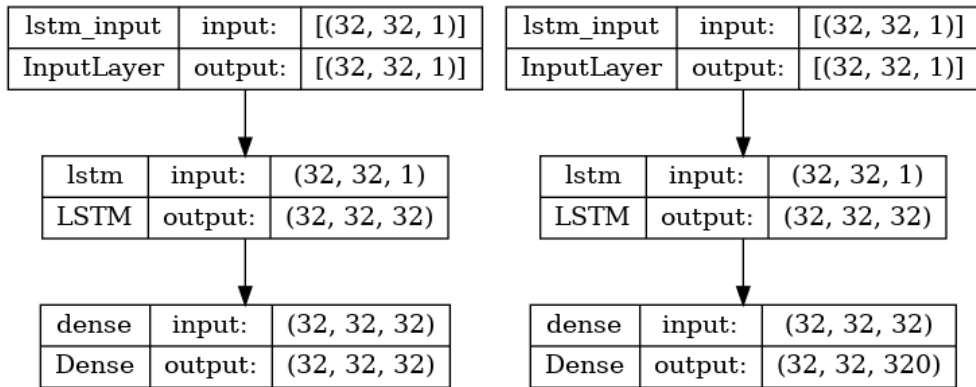 lstm_input input: [(32, 32, 1)]
InputLayer output: [(32, 32, 1)]
lstm input: (32, 32, 1)
LSTM output: (32, 32, 32)
dense input: (32, 32, 32)
Dense output: (32, 32, 32)
lstm_input input: [(32, 32, 1)]
InputLayer output: [(32, 32, 1)]
lstm input: (32, 32, 1)
LSTM output: (32, 32, 32)
dense input: (32, 32, 32)
Dense output: (32, 32, 320)